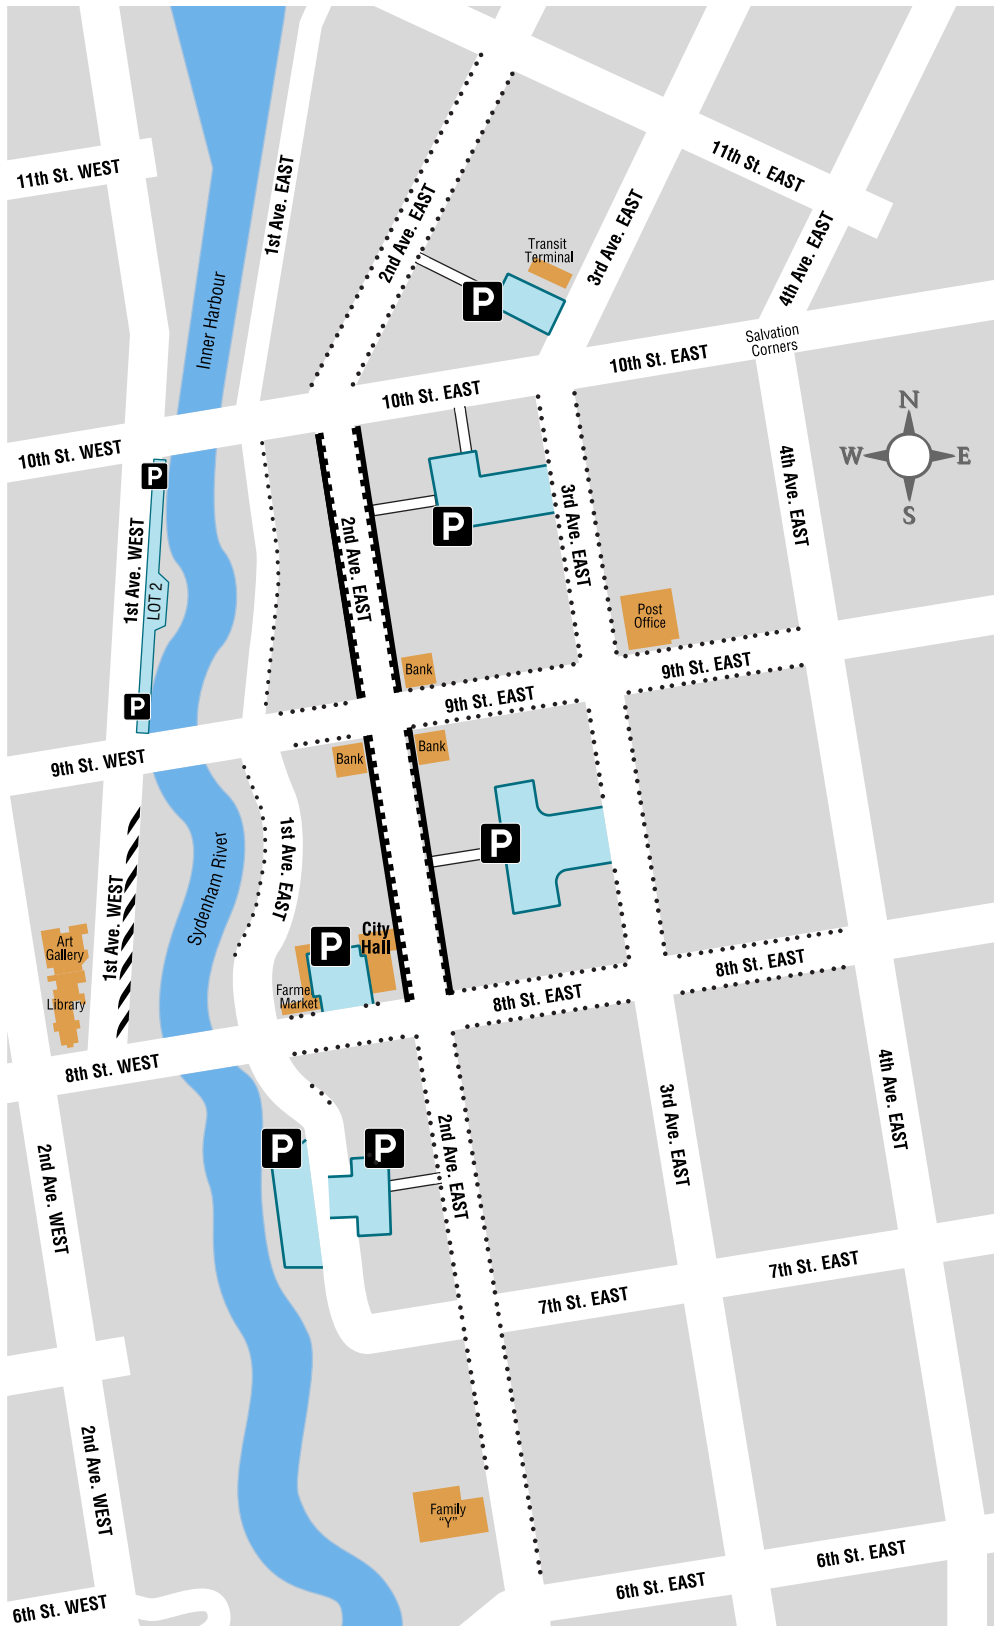 11th St. WEST
1st Ave. EAST
2nd Ave. EAST
11th St. EAST
3rd Ave. EAST
4th Ave. EAST
Transit
Terminal
P
Inner Harbour
Salvation
Corners
10th St. EAST
10th St. EAST
10th St. WEST
N
W
E
S
P
1st Ave. WEST
LOT 2
P
2nd Ave. EAST
P
3rd Ave. EAST
4th Ave. EAST
Post
Office
Bank
9th St. EAST
9th St. EAST
9th St. WEST
Bank
Bank
P
1st Ave. EAST
Sydenham River
1st Ave. WEST
Art
Gallery
Library
P
City
Hall
Farme
Market
8th St. EAST
8th St. EAST
8th St. WEST
2nd Ave. WEST
P
P
2nd Ave. EAST
3rd Ave. EAST
4th Ave. EAST
7th St. EAST
7th St. EAST
2nd Ave. WEST
Family
“Y”
6th St. WEST
6th St. EAST
6th St. EAST